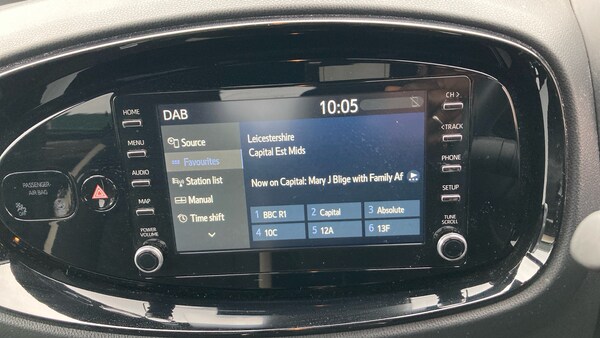 DAB
10:05
HOME
MENU
AUDIO
MAP
POWER
VOLUME
PASSENGER
AIR BAG
Source
Favourites
Station list
Manual
Time shift
Leicestershire
Capital Est Mids
Now on Capital: Mary J Blige with Family Af
1 BBC R1
2 Capital
3 Absolute
4 10C
5 12A
6 13F
CH >
< TRACK
PHONE
SETUP
TUNE
SCROLL